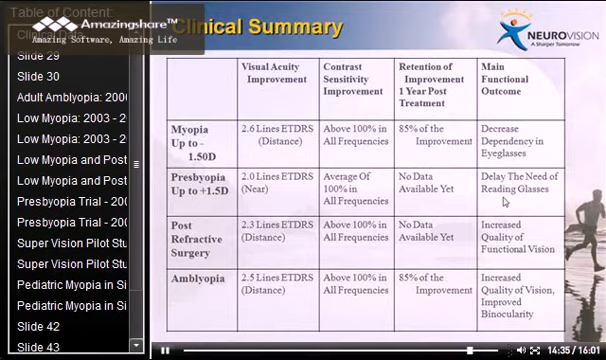 Table of Content:
Amazingshare™
Amazing Software, Amazing Life
Clinical Data
Slide 29
Slide 30
Adult Amblyopia: 200
Low Myopia: 2003 - 2
Low Myopia: 2003 - 2
Low Myopia and Post
Low Myopia and Post
Presbyopia Trial - 200
Presbyopia Trial - 200
Super Vision Pilot Stu
Super Vision Pilot Stu
Pediatric Myopia in Si
Pediatric Myopia in Si
Slide 42
Slide 43
Clinical Summary
NEUROVISION
A Sharper Tomorrow
Visual Acuity
Improvement
Contrast
Sensitivity
Improvement
Retention of
Improvement
1 Year Post
Treatment
Main
Functional
Outcome
Myopia
Up to -
1.50D
2.6 Lines ETDRS
(Distance)
Above 100% in
All Frequencies
85% of the
Improvement
Decrease
Dependency in
Eyeglasses
Presbyopia
Up to +1.5D
2.0 Lines ETDRS
(Near)
Average Of
100% in
All Frequencies
No Data
Available Yet
Delay The Need of
Reading Glasses
Post
Refractive
Surgery
2.3 Lines ETDRS
(Distance)
Above 100% in
All Frequencies
No Data
Available Yet
Increased
Quality of
Functional Vision
Amblyopia
2.5 Lines ETDRS
(Distance)
Above 100% in
All Frequencies
85% of the
Improvement
Increased
Quality of Vision,
Improved
Binocularity
14:35 / 16:01